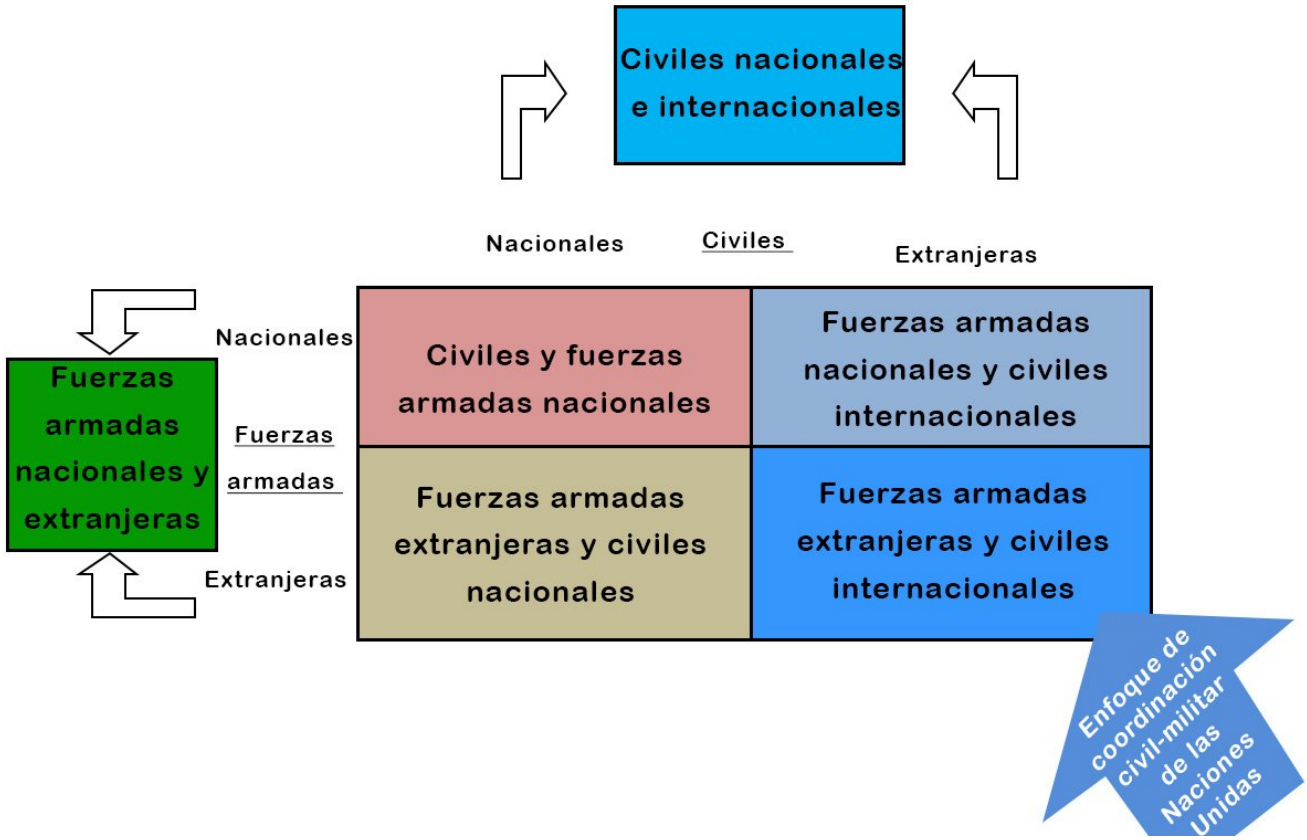 Civiles nacionales
e internacionales
Nacionales
Civiles
Extranjeras
Nacionales
Fuerzas
armadas
Extranjeras
Fuerzas
armadas
nacionales y
extranjeras
Civiles y fuerzas
armadas nacionales
Fuerzas armadas
nacionales y civiles
internacionales
Fuerzas armadas
extranjeras y civiles
nacionales
Fuerzas armadas
extranjeras y civiles
internacionales
Enfoque de
coordinación
civil-militar
de las
Naciones
Unidas